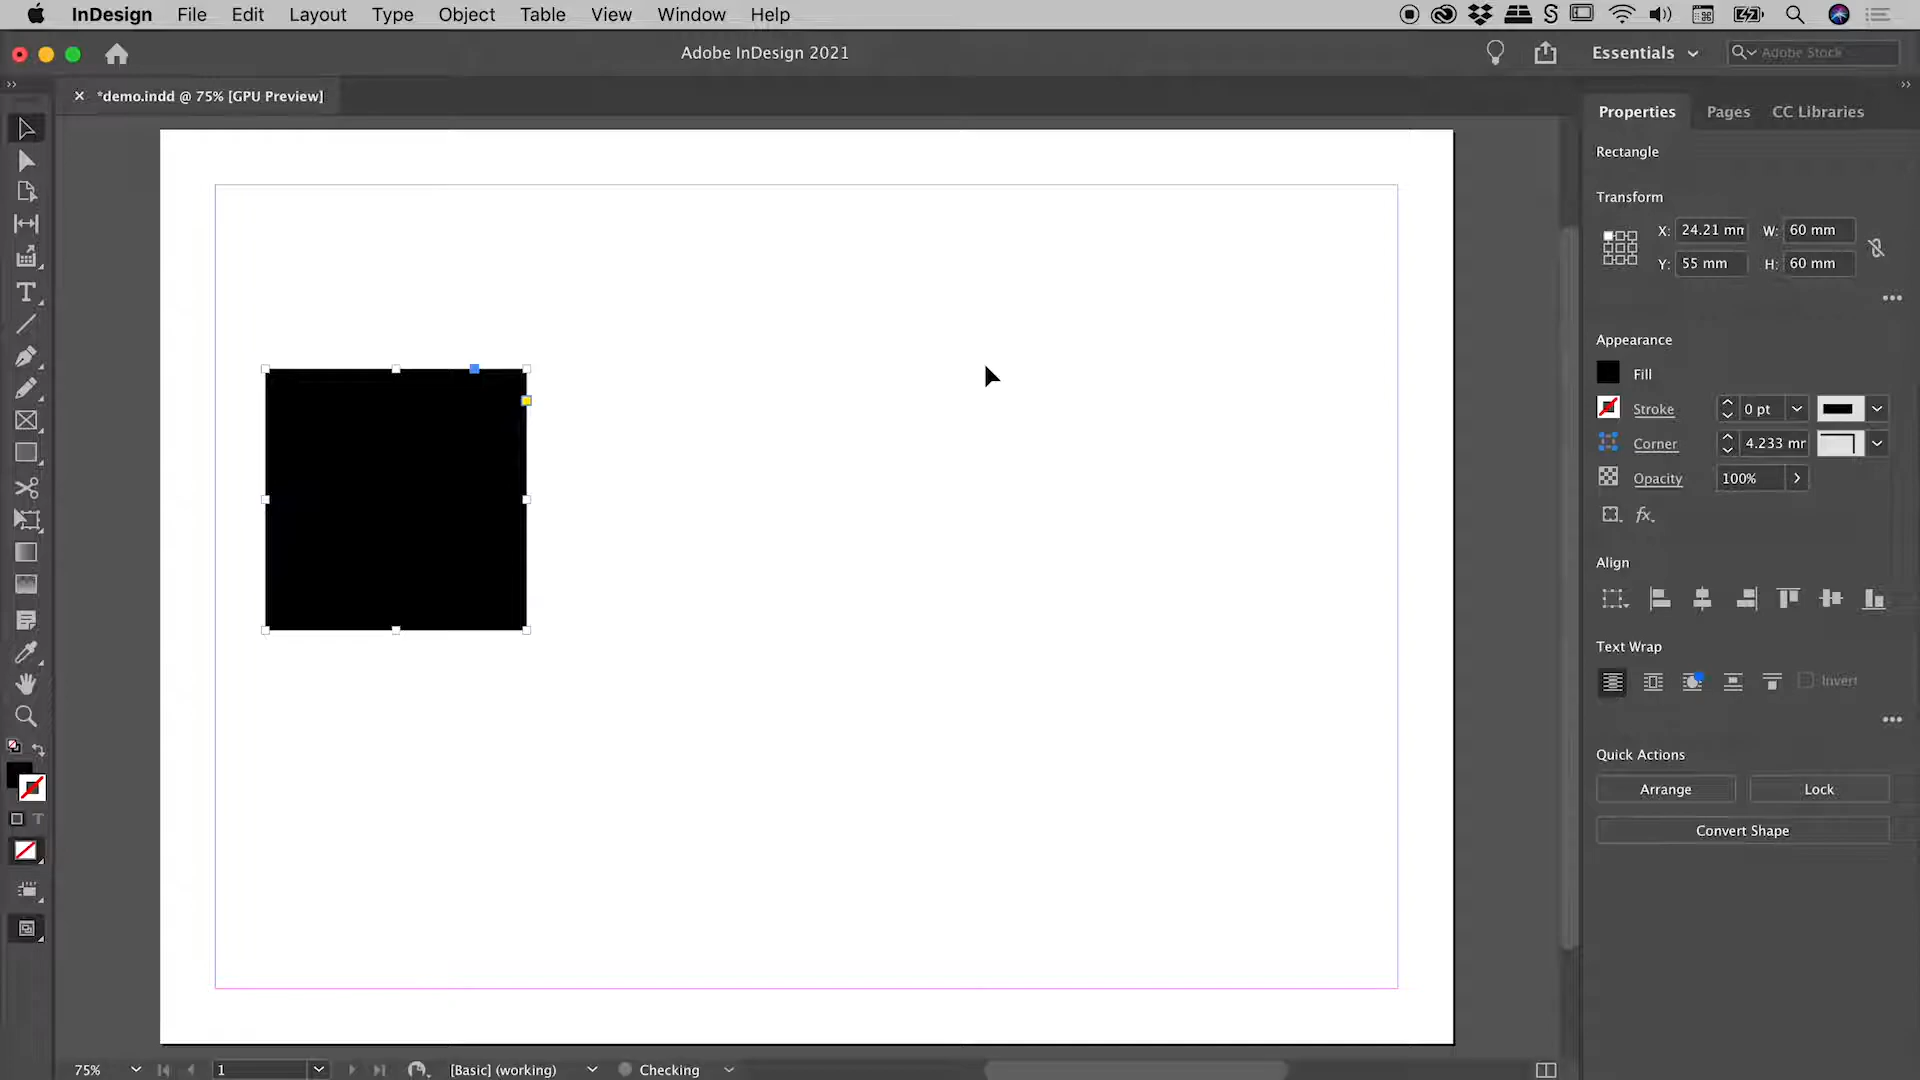 InDesign File Edit Layout Type Object Table View Window Help
Adobe InDesign 2021
Essentials
Adobe Stock
*demo.indd @ 75% [GPU Preview]
Properties Pages CC Libraries
Rectangle
Transform
X: 24.21 mm W: 60 mm
Y: 55 mm H: 60 mm
Appearance
Fill
Stroke 0 pt
Corner 4.233 mr
Opacity 100%
fx.
Align
Text Wrap
Invert
Quick Actions
Arrange Lock
Convert Shape
75% 1 [Basic] (working) Checking